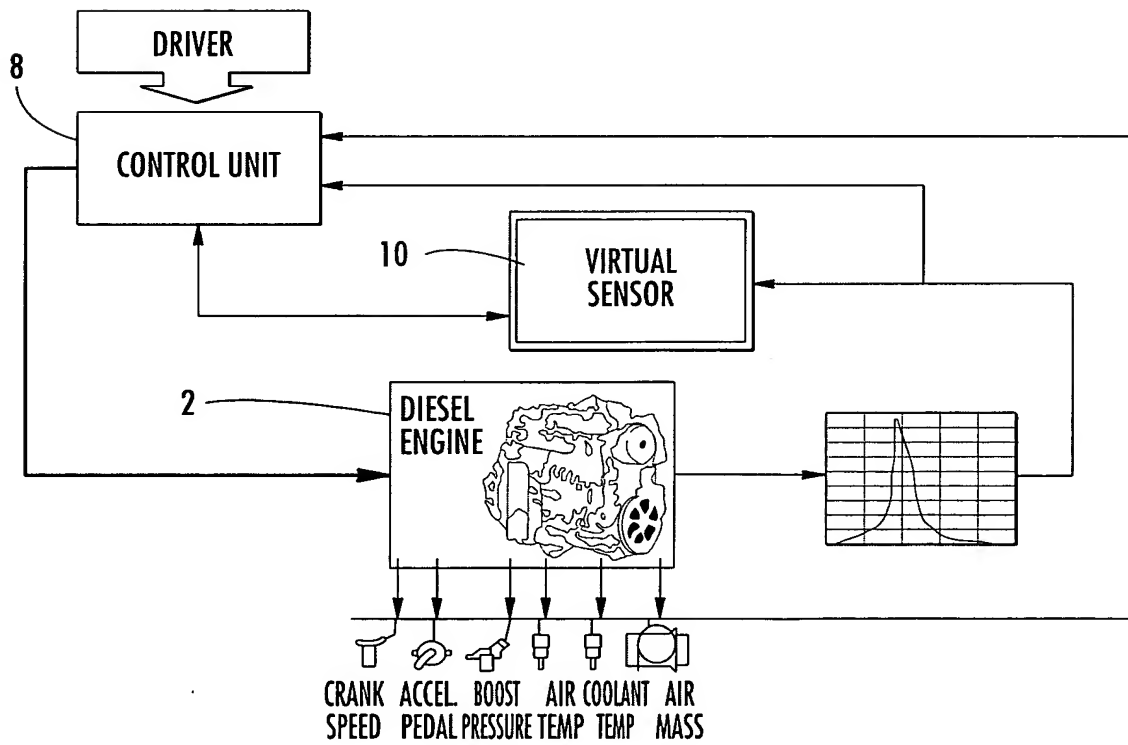 DRIVER
8
CONTROL UNIT
10
VIRTUAL
SENSOR
2
DIESEL
ENGINE
CRANK ACCEL. BOOST AIR COOLANT AIR
SPEED PEDAL PRESSURE TEMP TEMP MASS